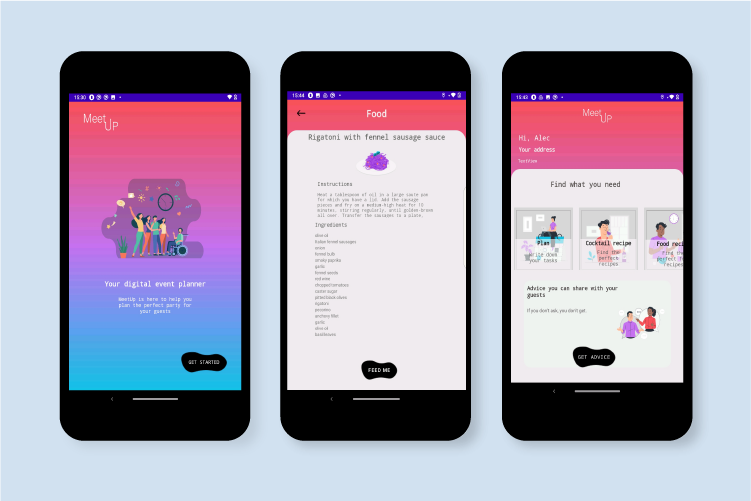 15:30
Meet
UP
Your digital event planner
MeetUp is here to help you
plan the perfect party for
your guests
GET STARTED
15:44
Food
Rigatoni with fennel sausage sauce
Instructions
Heat a tablespoon of oil in a large saute pan
for which you have a lid. Add the sausage
pieces and fry on a medium-high heat for 10
minutes, stirring regularly, until golden-brown
all over. Transfer the sausages to a plate.
Ingredients
olive oil
Italian fennel sausages
onion
fennel bulb
smoky paprika
garlic
fennel seeds
red wine
chopped tomatoes
caster sugar
pitted black olives
rigatoni
pecorino
anchovy fillet
garlic
olive oil
basil leaves
FEED ME
15:43
Meet
UP
Hi, Alec
Your address
TextView
Find what you need
Plan
Write down
your tasks
Cocktail recipe
Find the
perfect
recipes
Food reci
Find the
perfect
recipes
Advice you can share with your
guests
If you don't ask, you don't get.
GET ADVICE